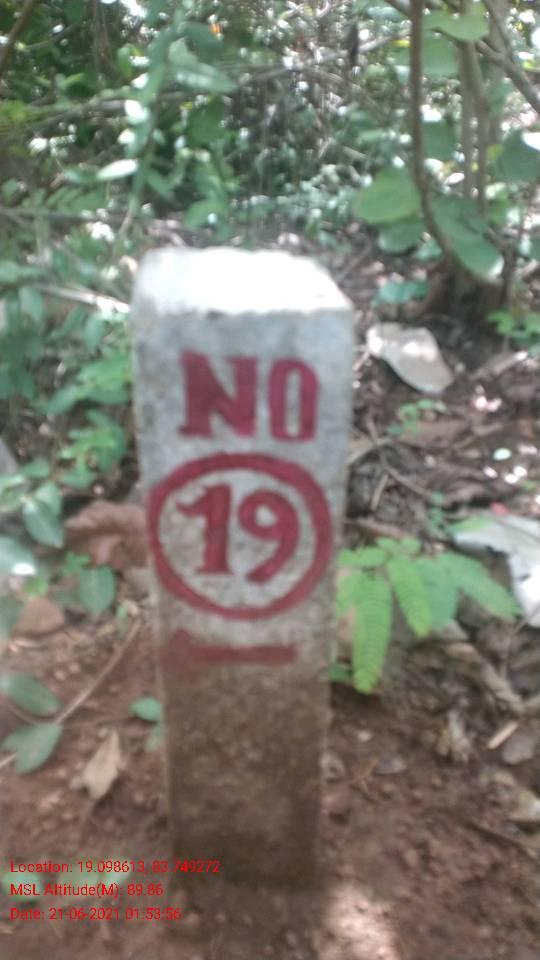 NO
19
Location: 19.098613, 83.749272
MSL Altitude(M): 89.86
Date: 21-06-2021 01:53:56